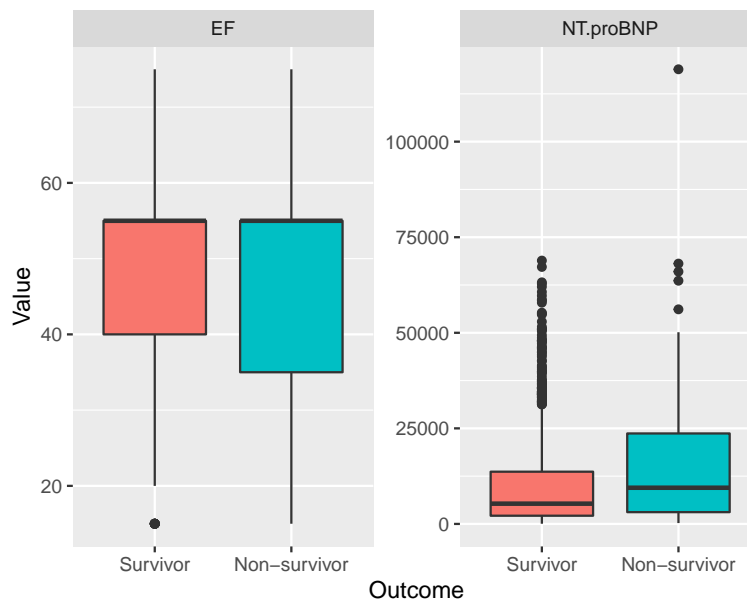 EF
NT.proBNP
Value
60
40
20
100000
75000
50000
25000
0
Survivor
Non−survivor
Survivor
Non−survivor
Outcome